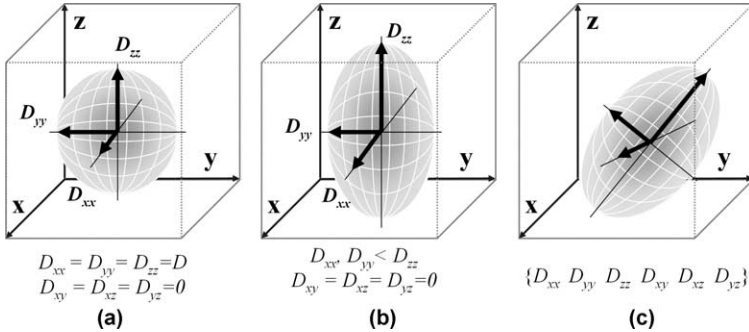 z
D_zz
D_yy
y
x
D_xx
D_xx = D_yy = D_zz =D
D_xy = D_xz = D_yz =0
(a)
z
D_zz
D_yy
y
x
D_xx
D_xx, D_yy < D_zz
D_xy = D_xz = D_yz =0
(b)
z
y
x
{D_xx D_yy D_zz D_xy D_xz D_yz}
(c)